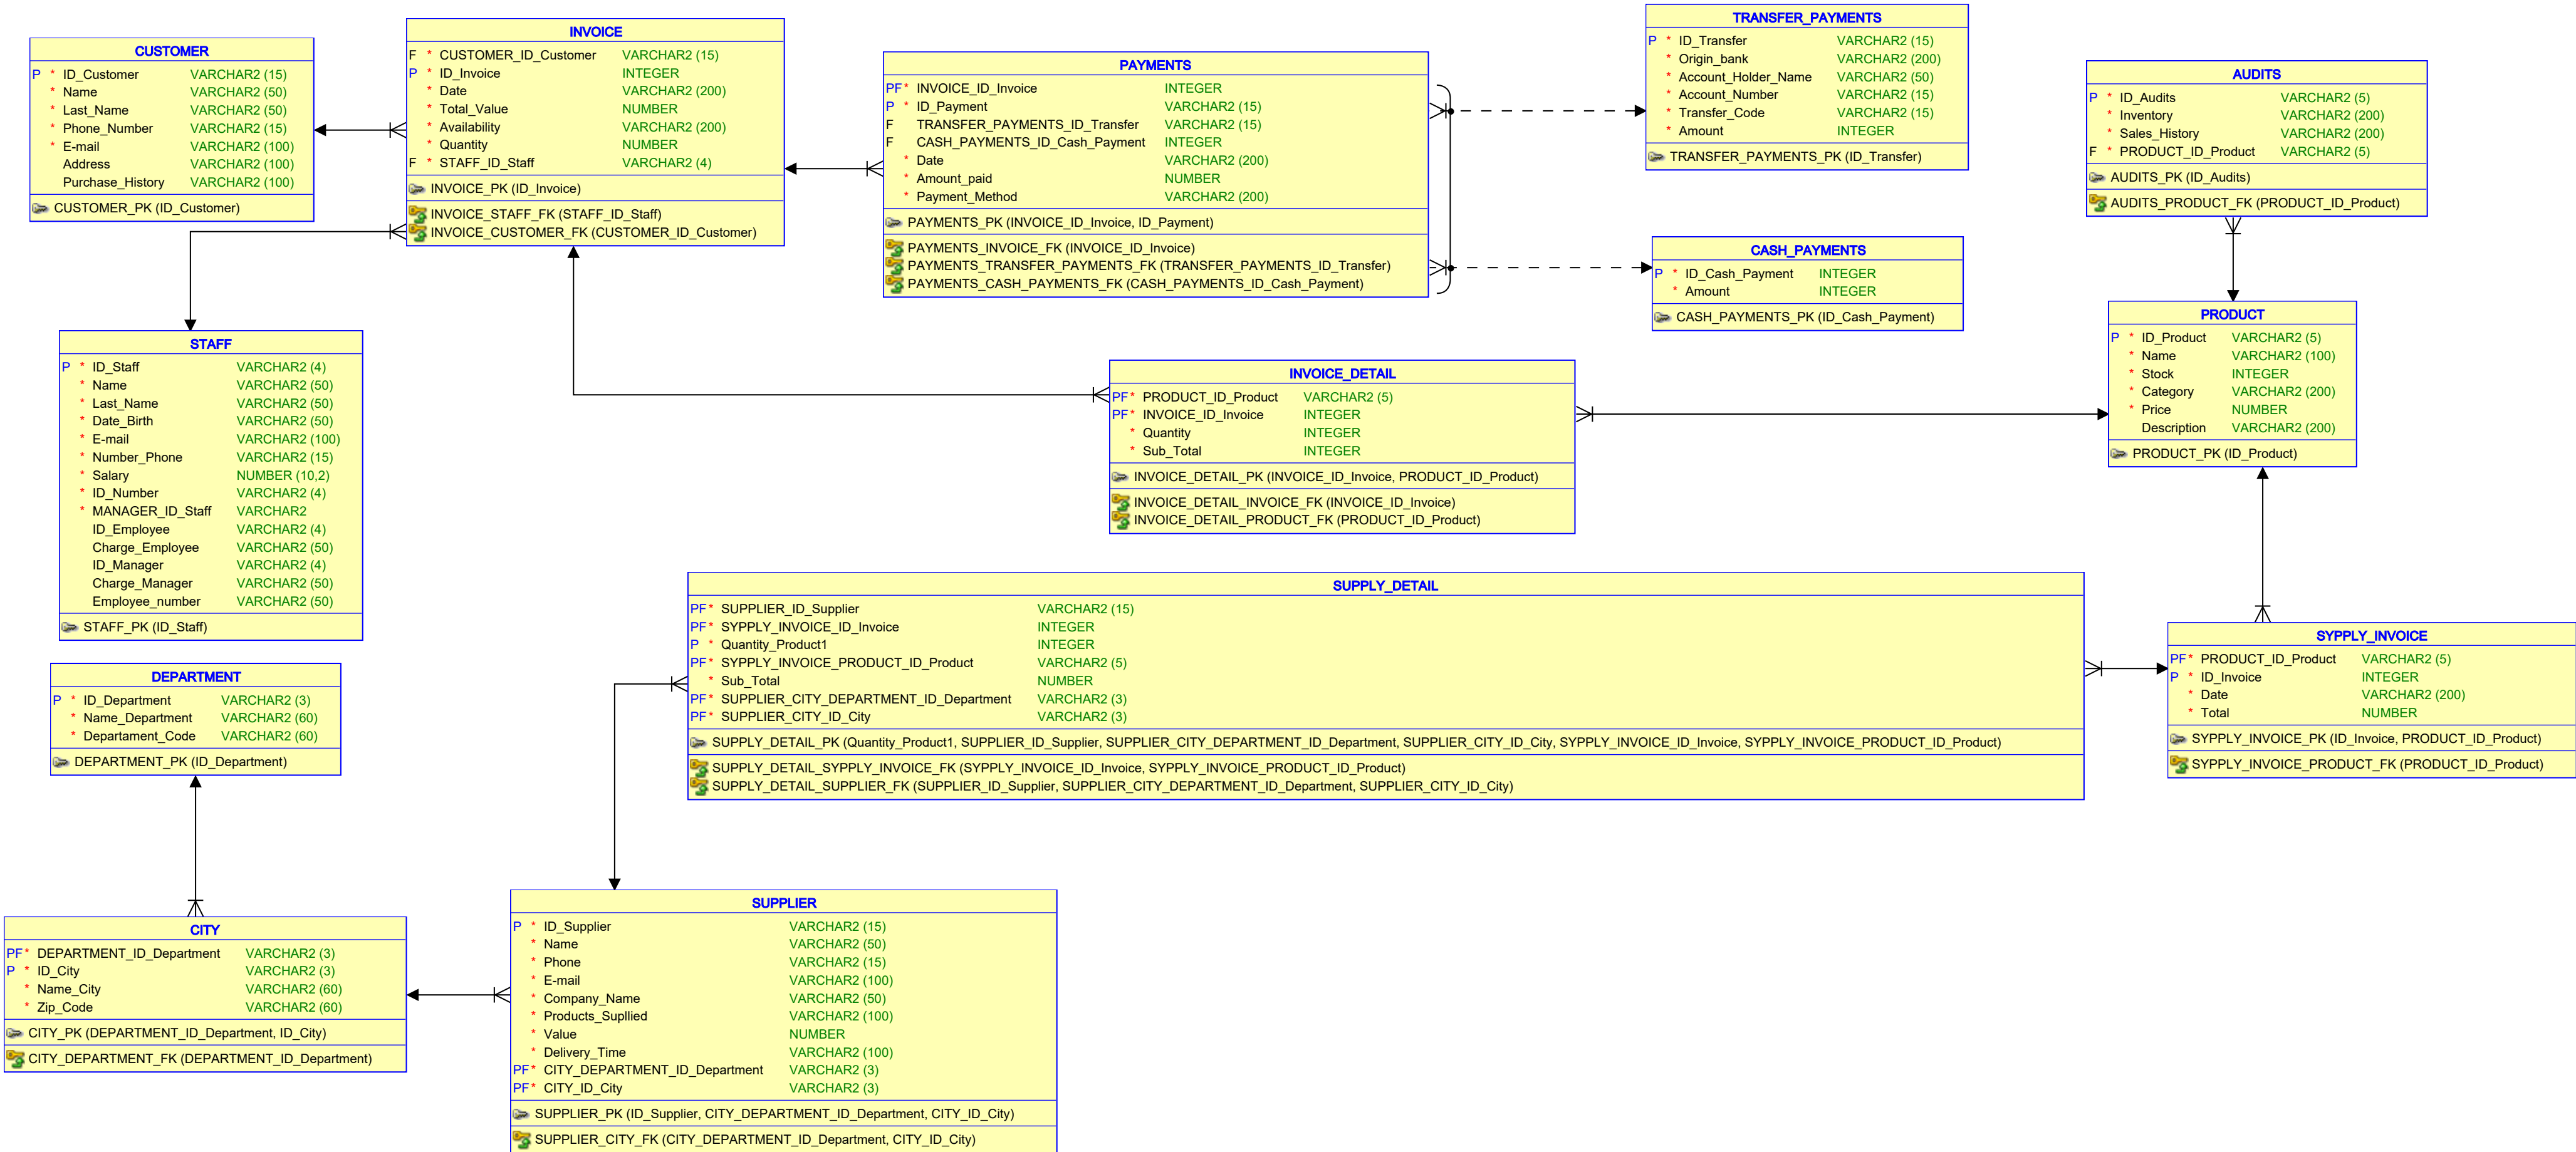 CUSTOMER
P * ID_Customer VARCHAR2 (15)
* Name VARCHAR2 (50)
* Last_Name VARCHAR2 (50)
* Phone_Number VARCHAR2 (15)
* E-mail VARCHAR2 (100)
Address VARCHAR2 (100)
Purchase_History VARCHAR2 (100)
CUSTOMER_PK (ID_Customer)
INVOICE
F * CUSTOMER_ID_Customer VARCHAR2 (15)
P * ID_Invoice INTEGER
* Date VARCHAR2 (200)
* Total_Value NUMBER
* Availability VARCHAR2 (200)
* Quantity NUMBER
F * STAFF_ID_Staff VARCHAR2 (4)
INVOICE_PK (ID_Invoice)
INVOICE_STAFF_FK (STAFF_ID_Staff)
INVOICE_CUSTOMER_FK (CUSTOMER_ID_Customer)
PAYMENTS
PF * INVOICE_ID_Invoice INTEGER
P * ID_Payment VARCHAR2 (15)
F TRANSFER_PAYMENTS_ID_Transfer VARCHAR2 (15)
F CASH_PAYMENTS_ID_Cash_Payment INTEGER
* Date VARCHAR2 (200)
* Amount_paid NUMBER
* Payment_Method VARCHAR2 (200)
PAYMENTS_PK (INVOICE_ID_Invoice, ID_Payment)
PAYMENTS_INVOICE_FK (INVOICE_ID_Invoice)
PAYMENTS_TRANSFER_PAYMENTS_FK (TRANSFER_PAYMENTS_ID_Transfer)
PAYMENTS_CASH_PAYMENTS_FK (CASH_PAYMENTS_ID_Cash_Payment)
TRANSFER_PAYMENTS
P * ID_Transfer VARCHAR2 (15)
* Origin_bank VARCHAR2 (200)
* Account_Holder_Name VARCHAR2 (50)
* Account_Number VARCHAR2 (15)
* Transfer_Code VARCHAR2 (15)
* Amount INTEGER
TRANSFER_PAYMENTS_PK (ID_Transfer)
AUDITS
P * ID_Audits VARCHAR2 (5)
* Inventory VARCHAR2 (200)
* Sales_History VARCHAR2 (200)
F * PRODUCT_ID_Product VARCHAR2 (5)
AUDITS_PK (ID_Audits)
AUDITS_PRODUCT_FK (PRODUCT_ID_Product)
CASH_PAYMENTS
P * ID_Cash_Payment INTEGER
* Amount INTEGER
CASH_PAYMENTS_PK (ID_Cash_Payment)
PRODUCT
P * ID_Product VARCHAR2 (5)
* Name VARCHAR2 (100)
* Stock INTEGER
* Category VARCHAR2 (200)
* Price NUMBER
Description VARCHAR2 (200)
PRODUCT_PK (ID_Product)
STAFF
P * ID_Staff VARCHAR2 (4)
* Name VARCHAR2 (50)
* Last_Name VARCHAR2 (50)
* Date_Birth VARCHAR2 (50)
* E-mail VARCHAR2 (100)
* Number_Phone VARCHAR2 (15)
* Salary NUMBER (10,2)
* ID_Number VARCHAR2 (4)
* MANAGER_ID_Staff VARCHAR2
ID_Employee VARCHAR2 (4)
Charge_Employee VARCHAR2 (50)
ID_Manager VARCHAR2 (4)
Charge_Manager VARCHAR2 (50)
Employee_number VARCHAR2 (50)
STAFF_PK (ID_Staff)
INVOICE_DETAIL
PF * PRODUCT_ID_Product VARCHAR2 (5)
PF * INVOICE_ID_Invoice INTEGER
* Quantity INTEGER
* Sub_Total INTEGER
INVOICE_DETAIL_PK (INVOICE_ID_Invoice, PRODUCT_ID_Product)
INVOICE_DETAIL_INVOICE_FK (INVOICE_ID_Invoice)
INVOICE_DETAIL_PRODUCT_FK (PRODUCT_ID_Product)
SUPPLY_DETAIL
PF * SUPPLIER_ID_Supplier VARCHAR2 (15)
PF * SYPPLY_INVOICE_ID_Invoice INTEGER
P * Quantity_Product1 INTEGER
PF * SYPPLY_INVOICE_PRODUCT_ID_Product VARCHAR2 (5)
* Sub_Total NUMBER
PF * SUPPLIER_CITY_DEPARTMENT_ID_Department VARCHAR2 (3)
PF * SUPPLIER_CITY_ID_City VARCHAR2 (3)
SUPPLY_DETAIL_PK (Quantity_Product1, SUPPLIER_ID_Supplier, SUPPLIER_CITY_DEPARTMENT_ID_Department, SUPPLIER_CITY_ID_City, SYPPLY_INVOICE_ID_Invoice, SYPPLY_INVOICE_PRODUCT_ID_Product)
SUPPLY_DETAIL_SYPPLY_INVOICE_FK (SYPPLY_INVOICE_ID_Invoice, SYPPLY_INVOICE_PRODUCT_ID_Product)
SUPPLY_DETAIL_SUPPLIER_FK (SUPPLIER_ID_Supplier, SUPPLIER_CITY_DEPARTMENT_ID_Department, SUPPLIER_CITY_ID_City)
SYPPLY_INVOICE
PF * PRODUCT_ID_Product VARCHAR2 (5)
P * ID_Invoice INTEGER
* Date VARCHAR2 (200)
* Total NUMBER
SYPPLY_INVOICE_PK (ID_Invoice, PRODUCT_ID_Product)
SYPPLY_INVOICE_PRODUCT_FK (PRODUCT_ID_Product)
DEPARTMENT
P * ID_Department VARCHAR2 (3)
* Name_Department VARCHAR2 (60)
* Departament_Code VARCHAR2 (60)
DEPARTMENT_PK (ID_Department)
CITY
PF * DEPARTMENT_ID_Department VARCHAR2 (3)
P * ID_City VARCHAR2 (3)
* Name_City VARCHAR2 (60)
* Zip_Code VARCHAR2 (60)
CITY_PK (DEPARTMENT_ID_Department, ID_City)
CITY_DEPARTMENT_FK (DEPARTMENT_ID_Department)
SUPPLIER
P * ID_Supplier VARCHAR2 (15)
* Name VARCHAR2 (50)
* Phone VARCHAR2 (15)
* E-mail VARCHAR2 (100)
* Company_Name VARCHAR2 (50)
* Products_Supllied VARCHAR2 (100)
* Value NUMBER
* Delivery_Time VARCHAR2 (100)
PF * CITY_DEPARTMENT_ID_Department VARCHAR2 (3)
PF * CITY_ID_City VARCHAR2 (3)
SUPPLIER_PK (ID_Supplier, CITY_DEPARTMENT_ID_Department, CITY_ID_City)
SUPPLIER_CITY_FK (CITY_DEPARTMENT_ID_Department, CITY_ID_City)